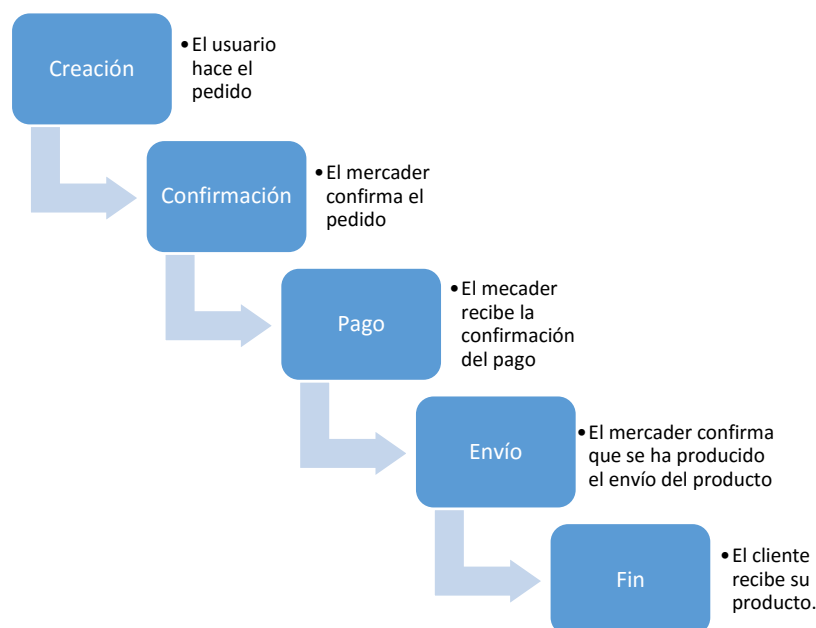 Creación
•El usuario
hace el
pedido
Confirmación
•El mercader
confirma el
pedido
Pago
•El mecader
recibe la
confirmación
del pago
Envío
•El mercader confirma
que se ha producido
el envío del producto
Fin
•El cliente
recibe su
producto.